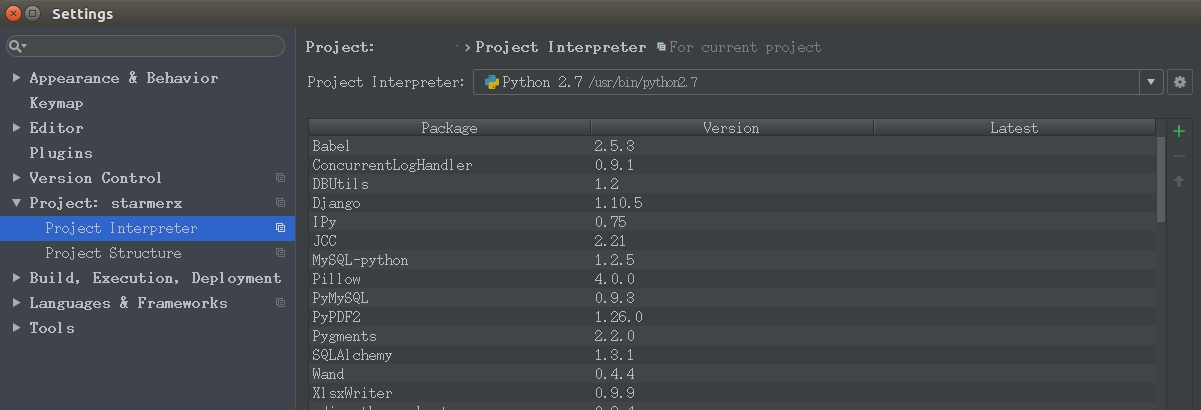 Settings
Project: › Project Interpreter For current project
Appearance & Behavior
Project Interpreter: Python 2.7 /usr/bin/python2.7
Keymap
Editor
Plugins
Version Control
Project: starmerx
Project Interpreter
Project Structure
Build, Execution, Deployment
Languages & Frameworks
Tools
Package Version Latest
Babel 2.5.3
ConcurrentLogHandler 0.9.1
DBUtils 1.2
Django 1.10.5
IPy 0.75
JCC 2.21
MySQL-python 1.2.5
Pillow 4.0.0
PyMySQL 0.9.3
PyPDF2 1.26.0
Pygments 2.2.0
SQLAlchemy 1.3.1
Wand 0.4.4
XlsxWriter 0.9.9